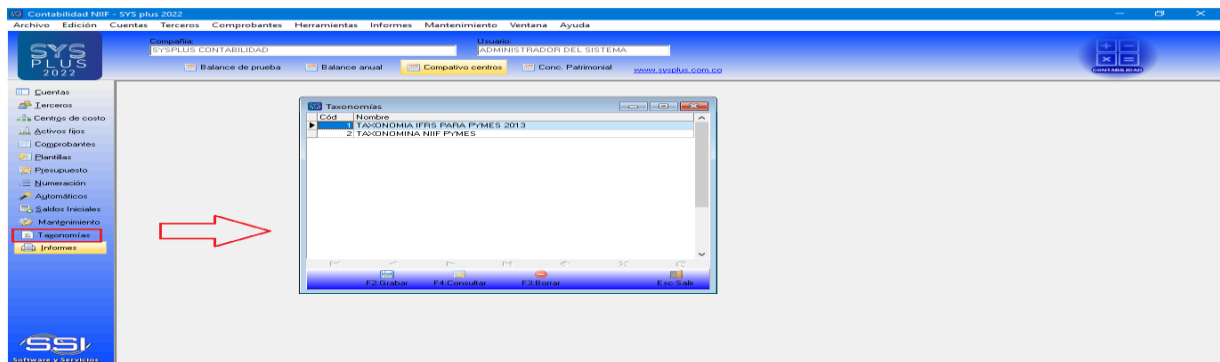 Contabilidad NIIF - SYS plus 2022
Archivo Edición Cuentas Terceros Comprobantes Herramientas Informes Mantenimiento Ventana Ayuda
SYS
PLUS
2022
Compañia:
SYSPLUS CONTABILIDAD
Usuario:
ADMINISTRADOR DEL SISTEMA
Balance de prueba Balance anual Compativo centros Conc. Patrimonial www.sysplus.com.co
CONTABILIDAD
Cuentas
Terceros
Centros de costo
Activos fijos
Comprobantes
Plantillas
Presupuesto
Numeración
Automáticos
Saldos Iniciales
Mantenimiento
Taxonomías
Informes
Taxonomías
Cód Nombre
1 TAXONOMIA IFRS PARA PYMES 2013
2 TAXONOMINA NIIF PYMES
F2:Grabar F4:Consultar F3:Borrar Esc:Salir
SSI
Software y Servicios